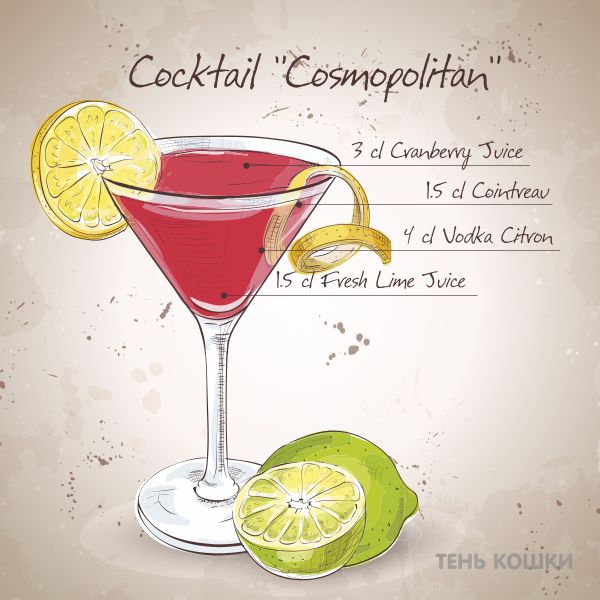 Cocktail "Cosmopolitan"
3 cl Cranberry Juice
1.5 cl Cointreau
4 cl Vodka Citron
1.5 cl Fresh Lime Juice
ТЕНЬ КОШКИ